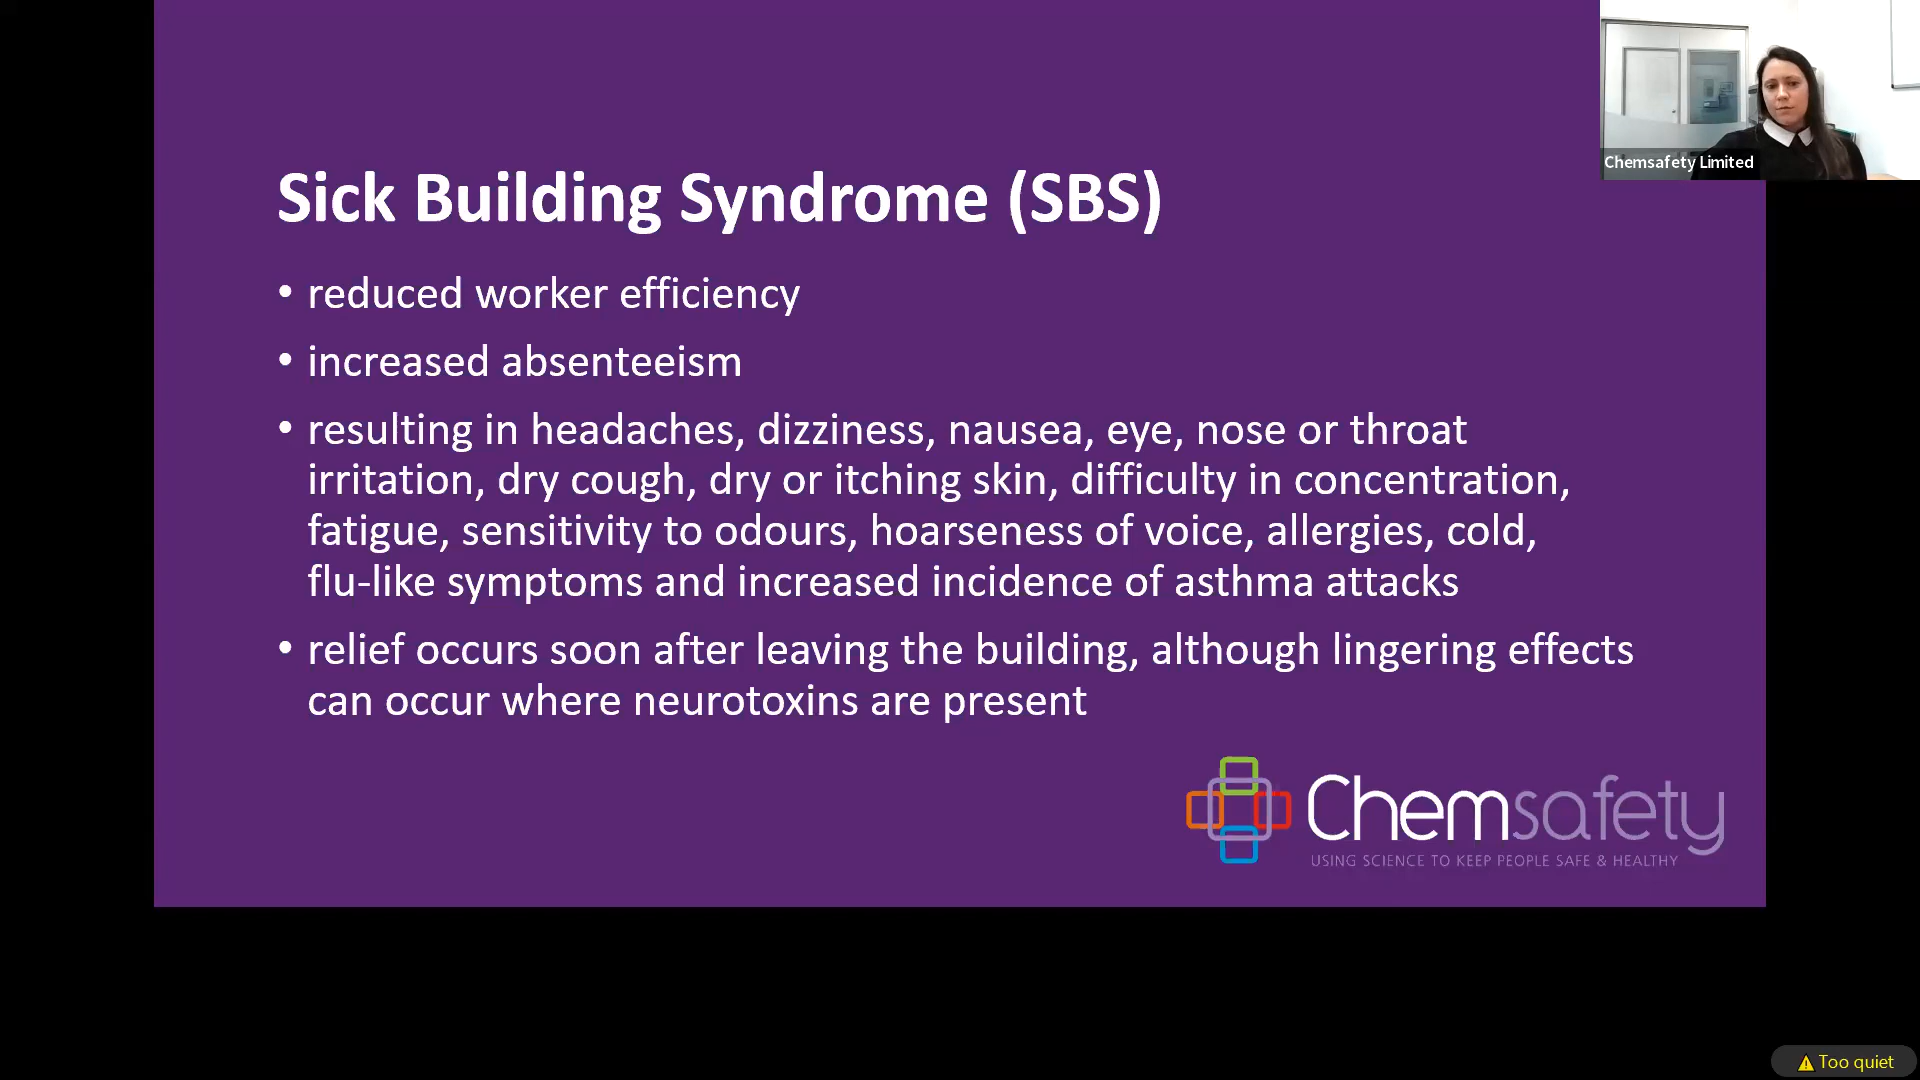 Sick Building Syndrome (SBS)
• reduced worker efficiency
• increased absenteeism
• resulting in headaches, dizziness, nausea, eye, nose or throat
irritation, dry cough, dry or itching skin, difficulty in concentration,
fatigue, sensitivity to odours, hoarseness of voice, allergies, cold,
flu-like symptoms and increased incidence of asthma attacks
• relief occurs soon after leaving the building, although lingering effects
can occur where neurotoxins are present
Chemsafety
USING SCIENCE TO KEEP PEOPLE SAFE & HEALTHY
Chemsafety Limited
Too quiet